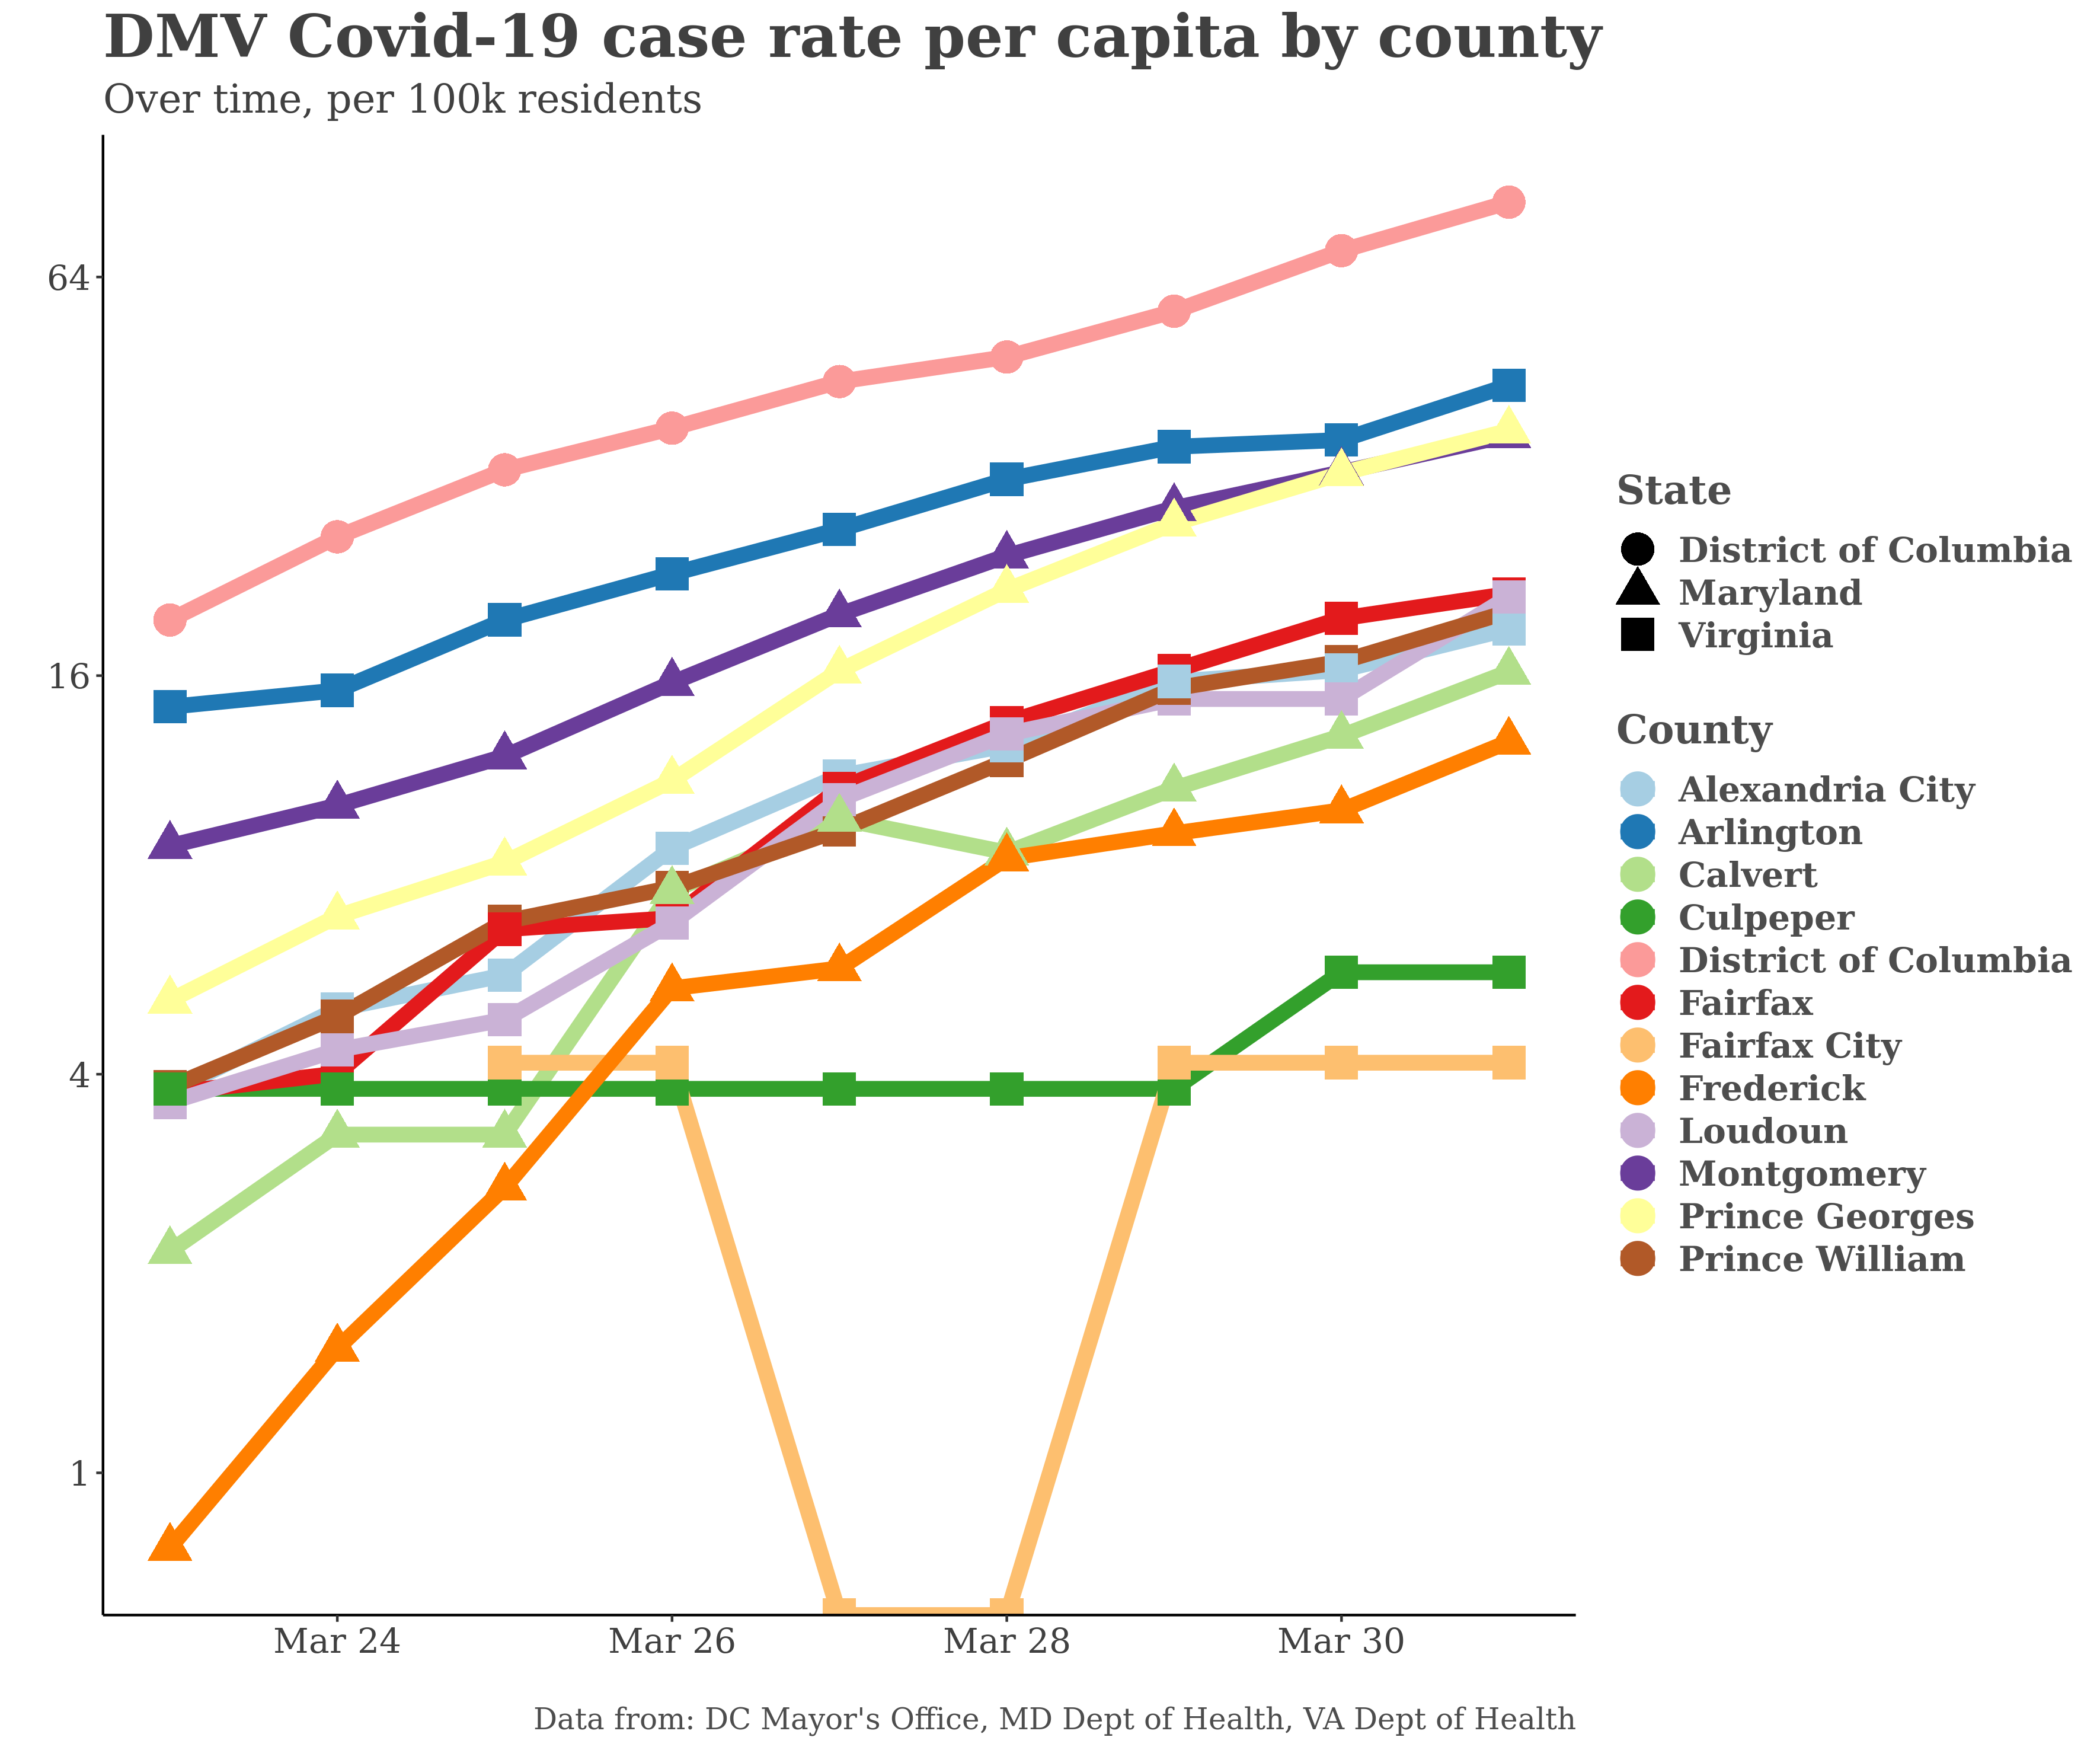 DMV Covid-19 case rate per capita by county
Over time, per 100k residents
64
16
4
1
Mar 24
Mar 26
Mar 28
Mar 30
State
District of Columbia
Maryland
Virginia
County
Alexandria City
Arlington
Calvert
Culpeper
District of Columbia
Fairfax
Fairfax City
Frederick
Loudoun
Montgomery
Prince Georges
Prince William
Data from: DC Mayor's Office, MD Dept of Health, VA Dept of Health